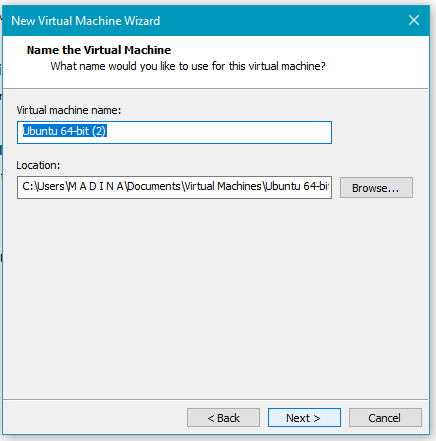 New Virtual Machine Wizard
Name the Virtual Machine
What name would you like to use for this virtual machine?
Virtual machine name:
Ubuntu 64-bit (2)
Location:
C:\Users\M A D I N A\Documents\Virtual Machines\Ubuntu 64-bit
Browse...
< Back
Next >
Cancel